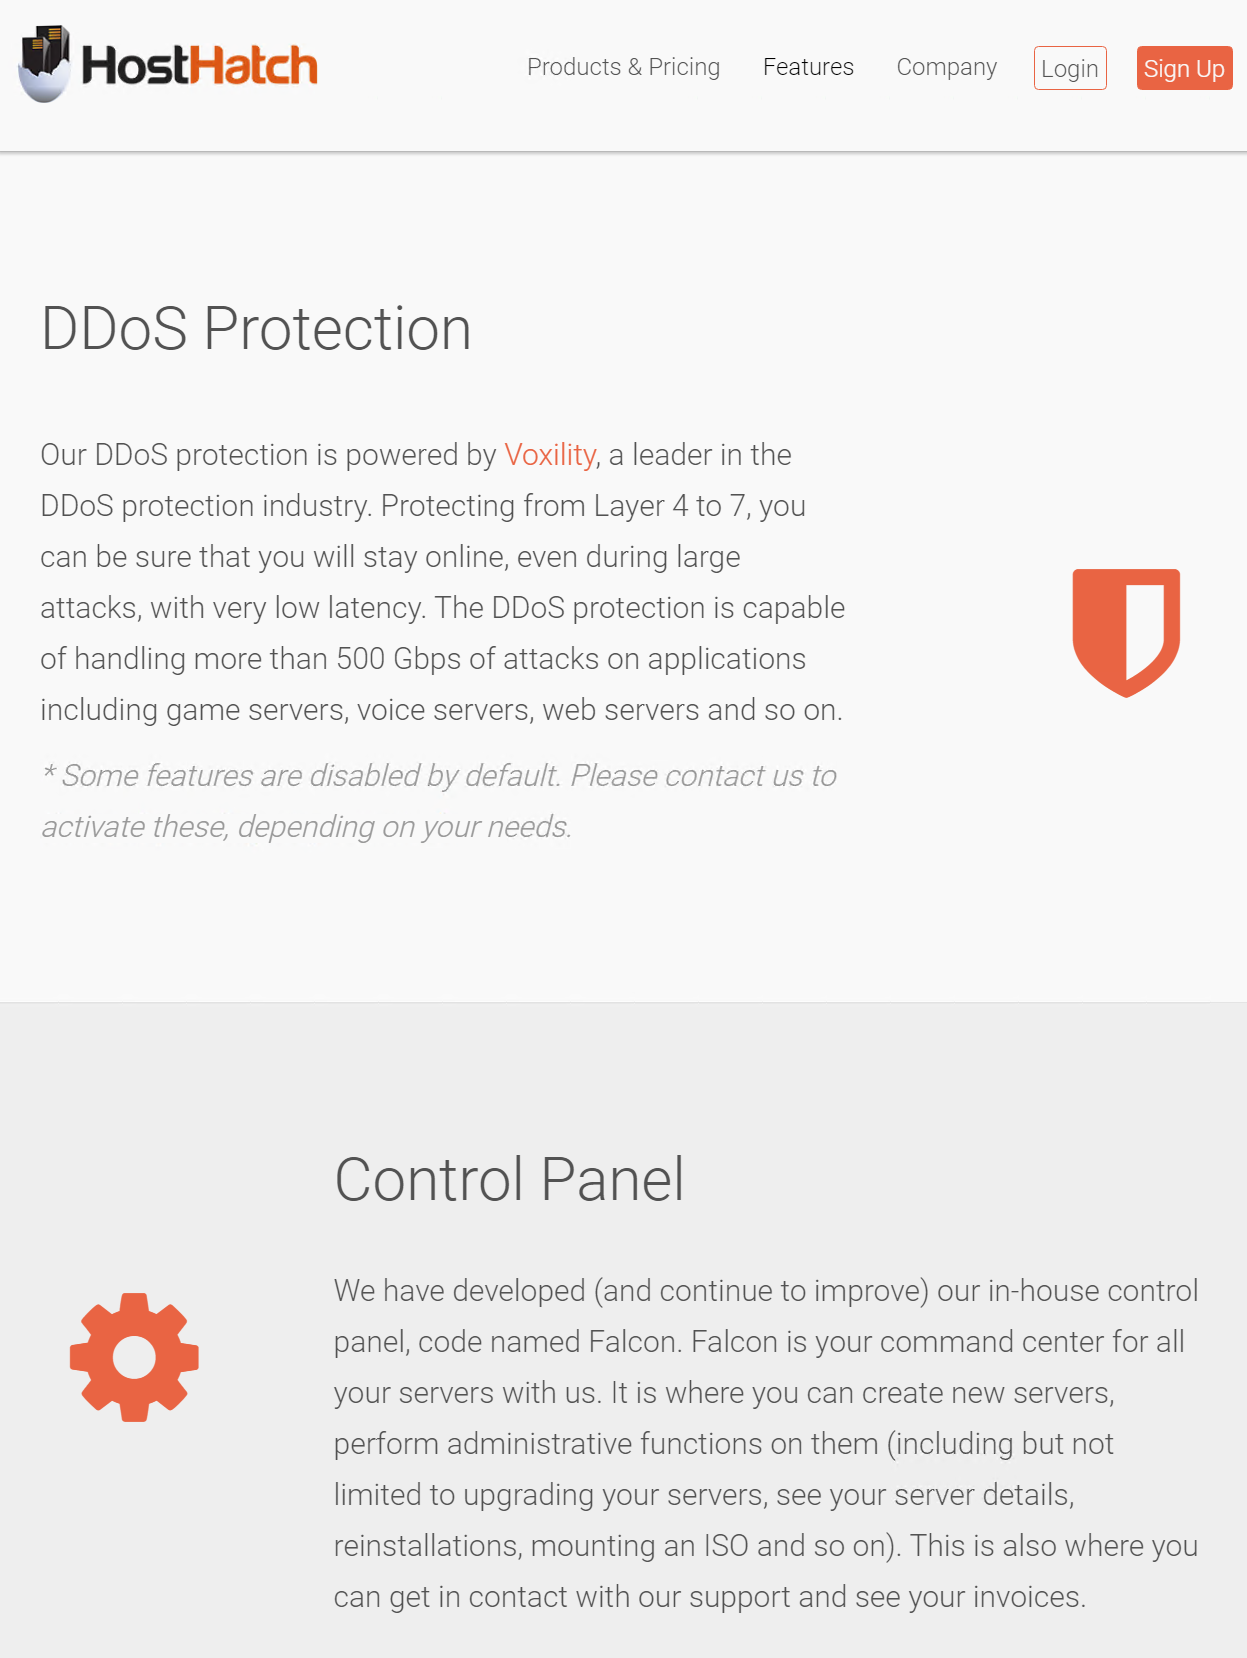 HostHatch
Products & Pricing
Features
Company
Login
Sign Up
DDoS Protection
Our DDoS protection is powered by Voxility, a leader in the
DDoS protection industry. Protecting from Layer 4 to 7, you
can be sure that you will stay online, even during large
attacks, with very low latency. The DDoS protection is capable
of handling more than 500 Gbps of attacks on applications
including game servers, voice servers, web servers and so on.
* Some features are disabled by default. Please contact us to
activate these, depending on your needs.
Control Panel
We have developed (and continue to improve) our in-house control
panel, code named Falcon. Falcon is your command center for all
your servers with us. It is where you can create new servers,
perform administrative functions on them (including but not
limited to upgrading your servers, see your server details,
reinstallations, mounting an ISO and so on). This is also where you
can get in contact with our support and see your invoices.